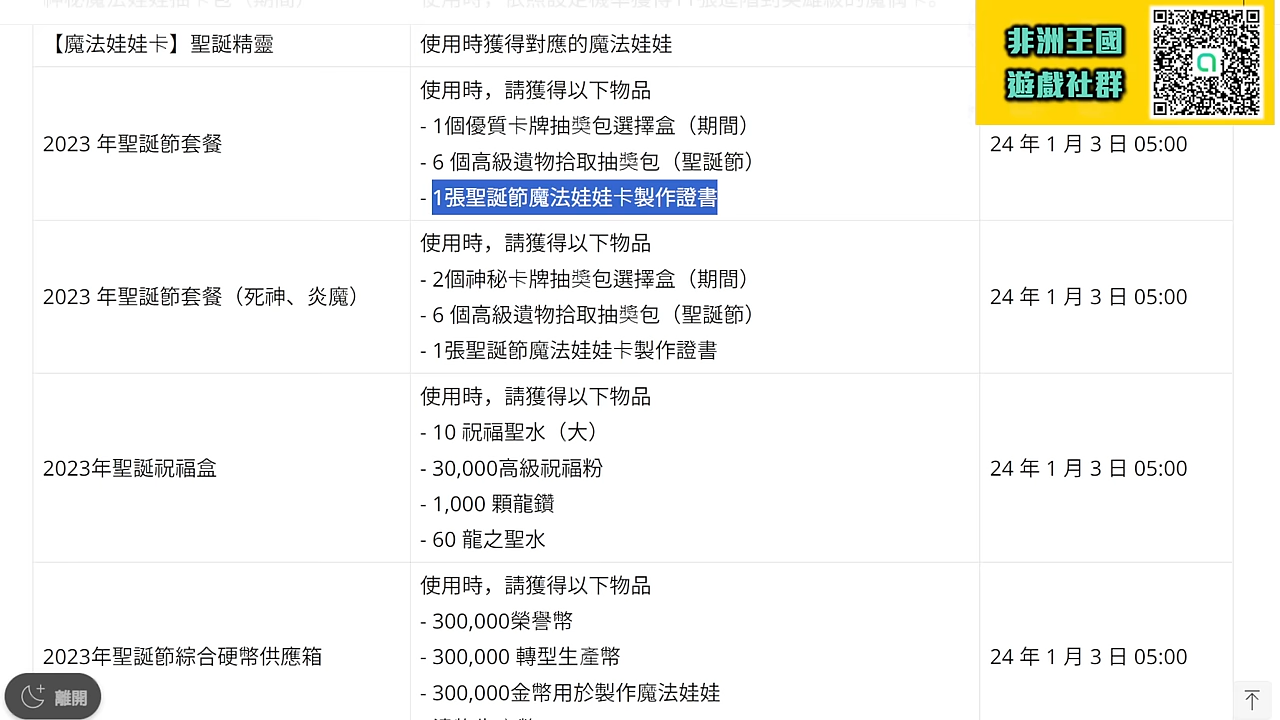 【魔法娃娃卡】聖誕精靈
使用時獲得對應的魔法娃娃
非洲王國
遊戲社群
2023 年聖誕節套餐
使用時，請獲得以下物品
- 1個優質卡牌抽獎包選擇盒（期間）
- 6 個高級遺物拾取抽獎包（聖誕節）
- 1張聖誕節魔法娃娃卡製作證書
24 年 1 月 3 日 05:00
2023 年聖誕節套餐（死神、炎魔）
使用時，請獲得以下物品
- 2個神秘卡牌抽獎包選擇盒（期間）
- 6 個高級遺物拾取抽獎包（聖誕節）
- 1張聖誕節魔法娃娃卡製作證書
24 年 1 月 3 日 05:00
2023年聖誕祝福盒
使用時，請獲得以下物品
- 10 祝福聖水（大）
- 30,000高級祝福粉
- 1,000 顆龍鑽
- 60 龍之聖水
24 年 1 月 3 日 05:00
2023年聖誕節綜合硬幣供應箱
使用時，請獲得以下物品
- 300,000榮譽幣
- 300,000 轉型生產幣
- 300,000金幣用於製作魔法娃娃
24 年 1 月 3 日 05:00
離開